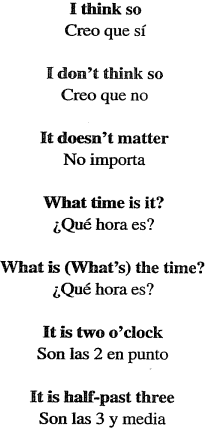 I think so
Creo que sí
I don't think so
Creo que no
It doesn't matter
No importa
What time is it?
¿Qué hora es?
What is (What's) the time?
¿Qué hora es?
It is two o'clock
Son las 2 en punto
It is half-past three
Son las 3 y media